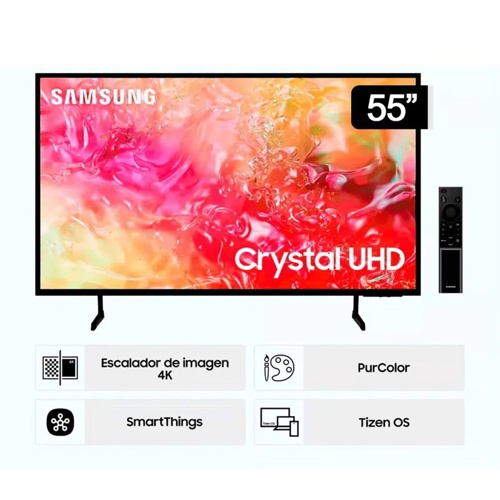 SAMSUNG
55”
Crystal UHD
Escalador de imagen
4K
PurColor
SmartThings
Tizen OS